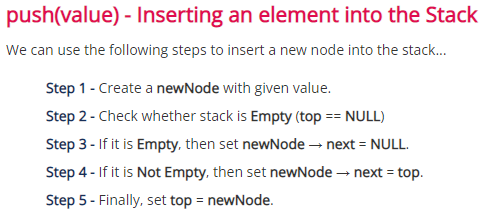 push(value) - Inserting an element into the Stack
We can use the following steps to insert a new node into the stack...
Step 1 - Create a newNode with given value.
Step 2 - Check whether stack is Empty (top == NULL)
Step 3 - If it is Empty, then set newNode → next = NULL.
Step 4 - If it is Not Empty, then set newNode → next = top.
Step 5 - Finally, set top = newNode.